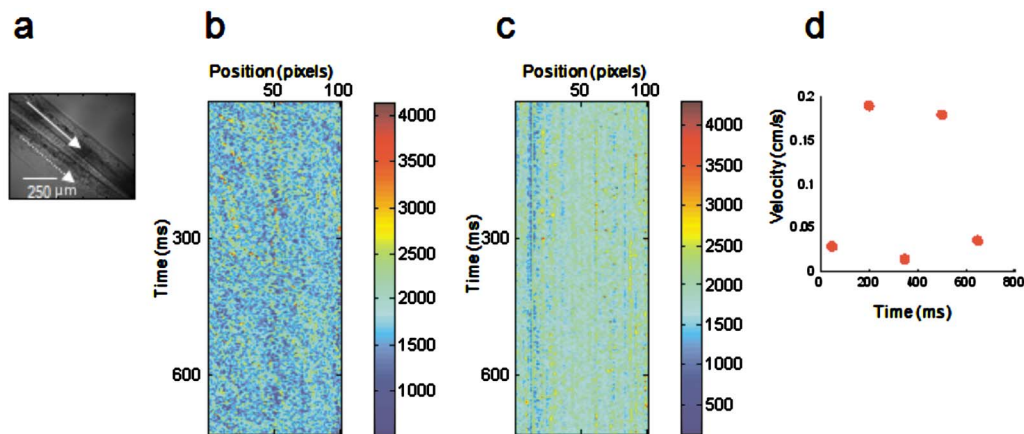 a
250 μm
b
Position (pixels)
50 100
Time (ms)
300
600
4000
3500
3000
2500
2000
1500
1000
c
Position (pixels)
50 100
Time (ms)
300
600
4000
3500
3000
2500
2000
1500
1000
500
d
Velocity (cm/s)
0.2
0.15
0.1
0.05
0
0 200 400 600 800
Time (ms)